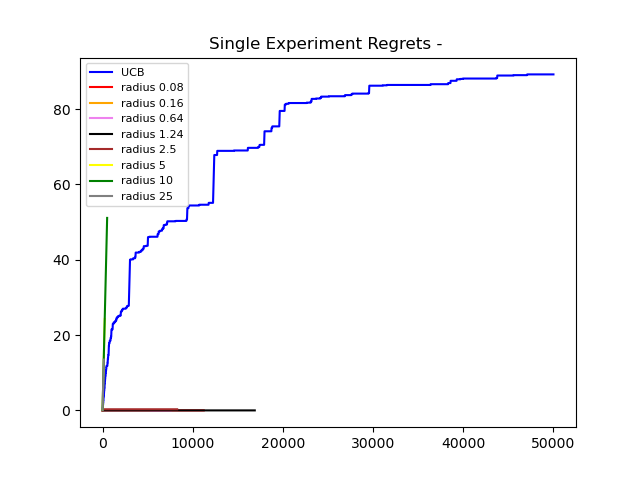 Single Experiment Regrets -
UCB
radius 0.08
radius 0.16
radius 0.64
radius 1.24
radius 2.5
radius 5
radius 10
radius 25
80
60
40
20
0
0 10000 20000 30000 40000 50000